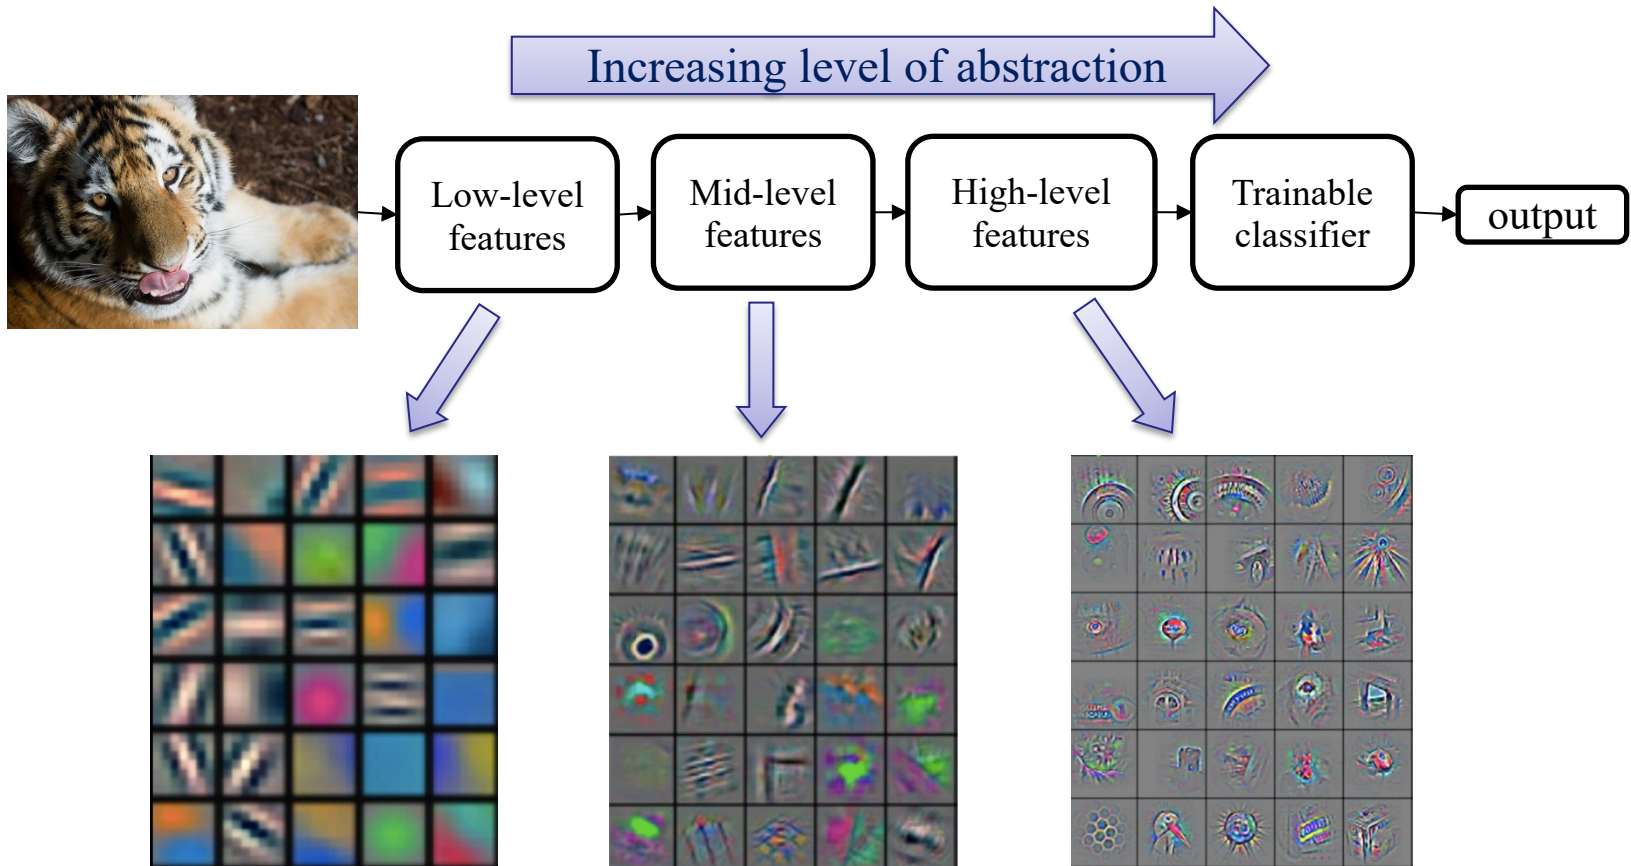 Increasing level of abstraction
Low-level
features
Mid-level
features
High-level
features
Trainable
classifier
output